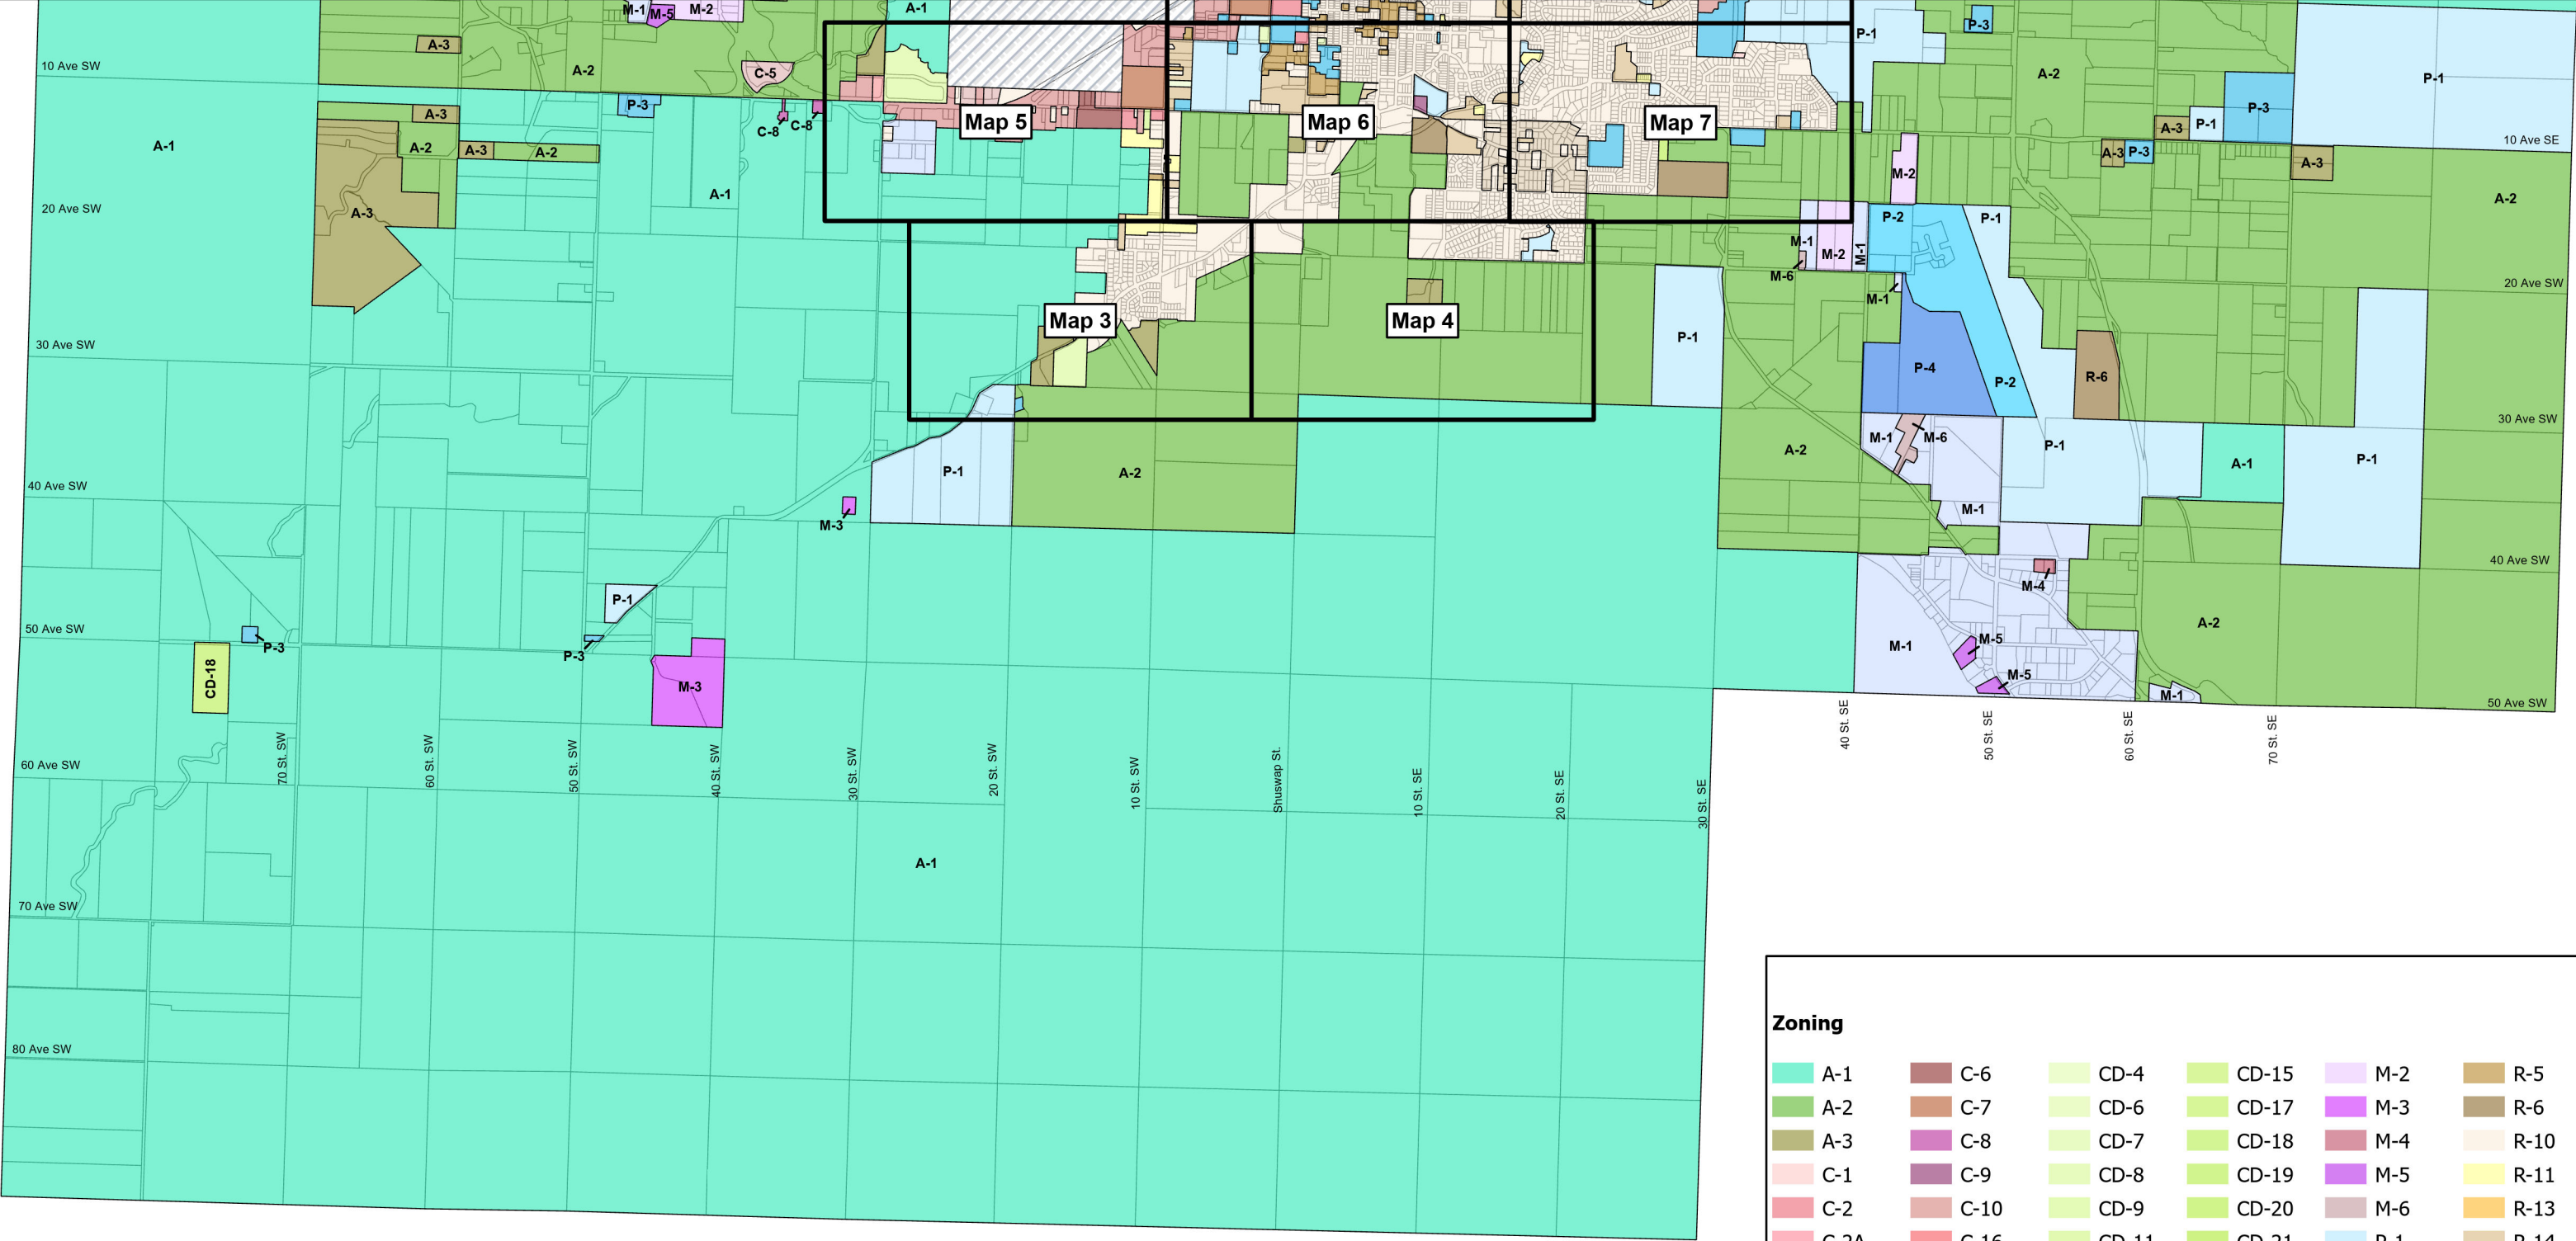 M-1
M-5
M-2
A-1
P-3
P-1
A-3
A-2
C-5
A-2
P-1
10 Ave SW
P-3
P-3
A-3
C-8
C-8
Map 5
Map 6
Map 7
A-3
P-1
10 Ave SE
A-1
A-2
A-3
A-2
A-3
P-3
A-3
M-2
A-1
A-2
20 Ave SW
A-3
P-2
P-1
M-1
M-2
M-1
M-6
20 Ave SW
M-1
Map 3
Map 4
30 Ave SW
P-1
P-4
P-2
R-6
30 Ave SW
M-1
M-6
P-1
A-2
A-1
P-1
P-1
A-2
40 Ave SW
M-1
M-3
40 Ave SW
M-4
P-1
A-2
50 Ave SW
P-3
P-3
M-1
M-5
CD-18
M-3
M-5
M-1
50 Ave SW
40 St. SE
50 St. SE
60 St. SE
70 St. SE
60 Ave SW
70 St. SW
60 St. SW
50 St. SW
40 St. SW
30 St. SW
20 St. SW
10 St. SW
Shuswap St.
10 St. SE
20 St. SE
30 St. SE
A-1
70 Ave SW
80 Ave SW
Zoning
A-1
C-6
CD-4
CD-15
M-2
R-5
A-2
C-7
CD-6
CD-17
M-3
R-6
A-3
C-8
CD-7
CD-18
M-4
R-10
C-1
C-9
CD-8
CD-19
M-5
R-11
C-2
C-10
CD-9
CD-20
M-6
R-13
C-2A
C-16
CD-11
CD-21
P-1
R-14